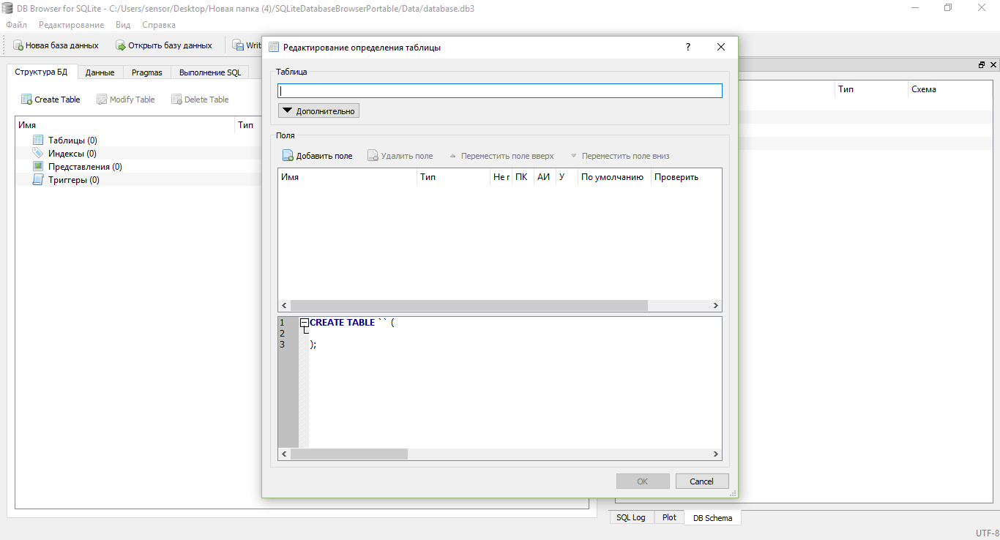 DB Browser for SQLite - C:/Users/sensor/Desktop/Новая папка (4)/SQLiteDatabaseBrowserPortable/Data/database.db3
Файл Редактирование Вид Справка
Новая база данных Открыть базу данных Writ
Структура БД Данные Pragmas Выполнение SQL
Create Table Modify Table Delete Table
Имя Тип
Таблицы (0)
Индексы (0)
Представления (0)
Триггеры (0)
Редактирование определения таблицы ?
Таблица
Дополнительно
Поля
Добавить поле Удалить поле Переместить поле вверх Переместить поле вниз
Имя Тип Не г ПК АИ У По умолчанию Проверить
1 CREATE TABLE `` (
2
3 );
OK Cancel
Тип Схема
SQL Log Plot DB Schema
UTF-8